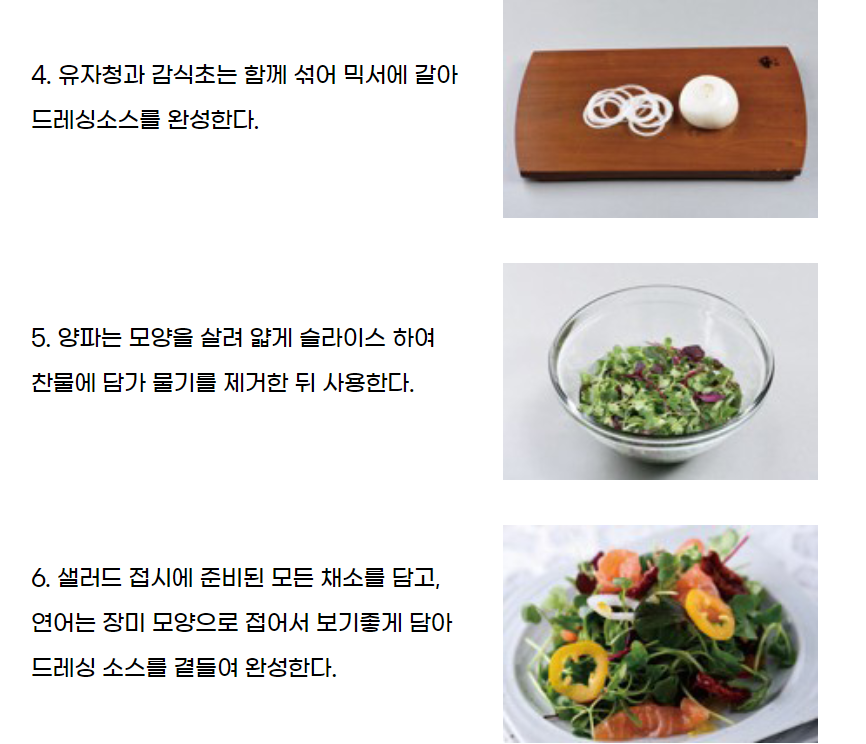 4. 유자청과 감식초는 함께 섞어 믹서에 갈아
드레싱소스를 완성한다.
5. 양파는 모양을 살려 얇게 슬라이스 하여
찬물에 담가 물기를 제거한 뒤 사용한다.
6. 샐러드 접시에 준비된 모든 채소를 담고,
연어는 장미 모양으로 접어서 보기좋게 담아
드레싱 소스를 곁들여 완성한다.